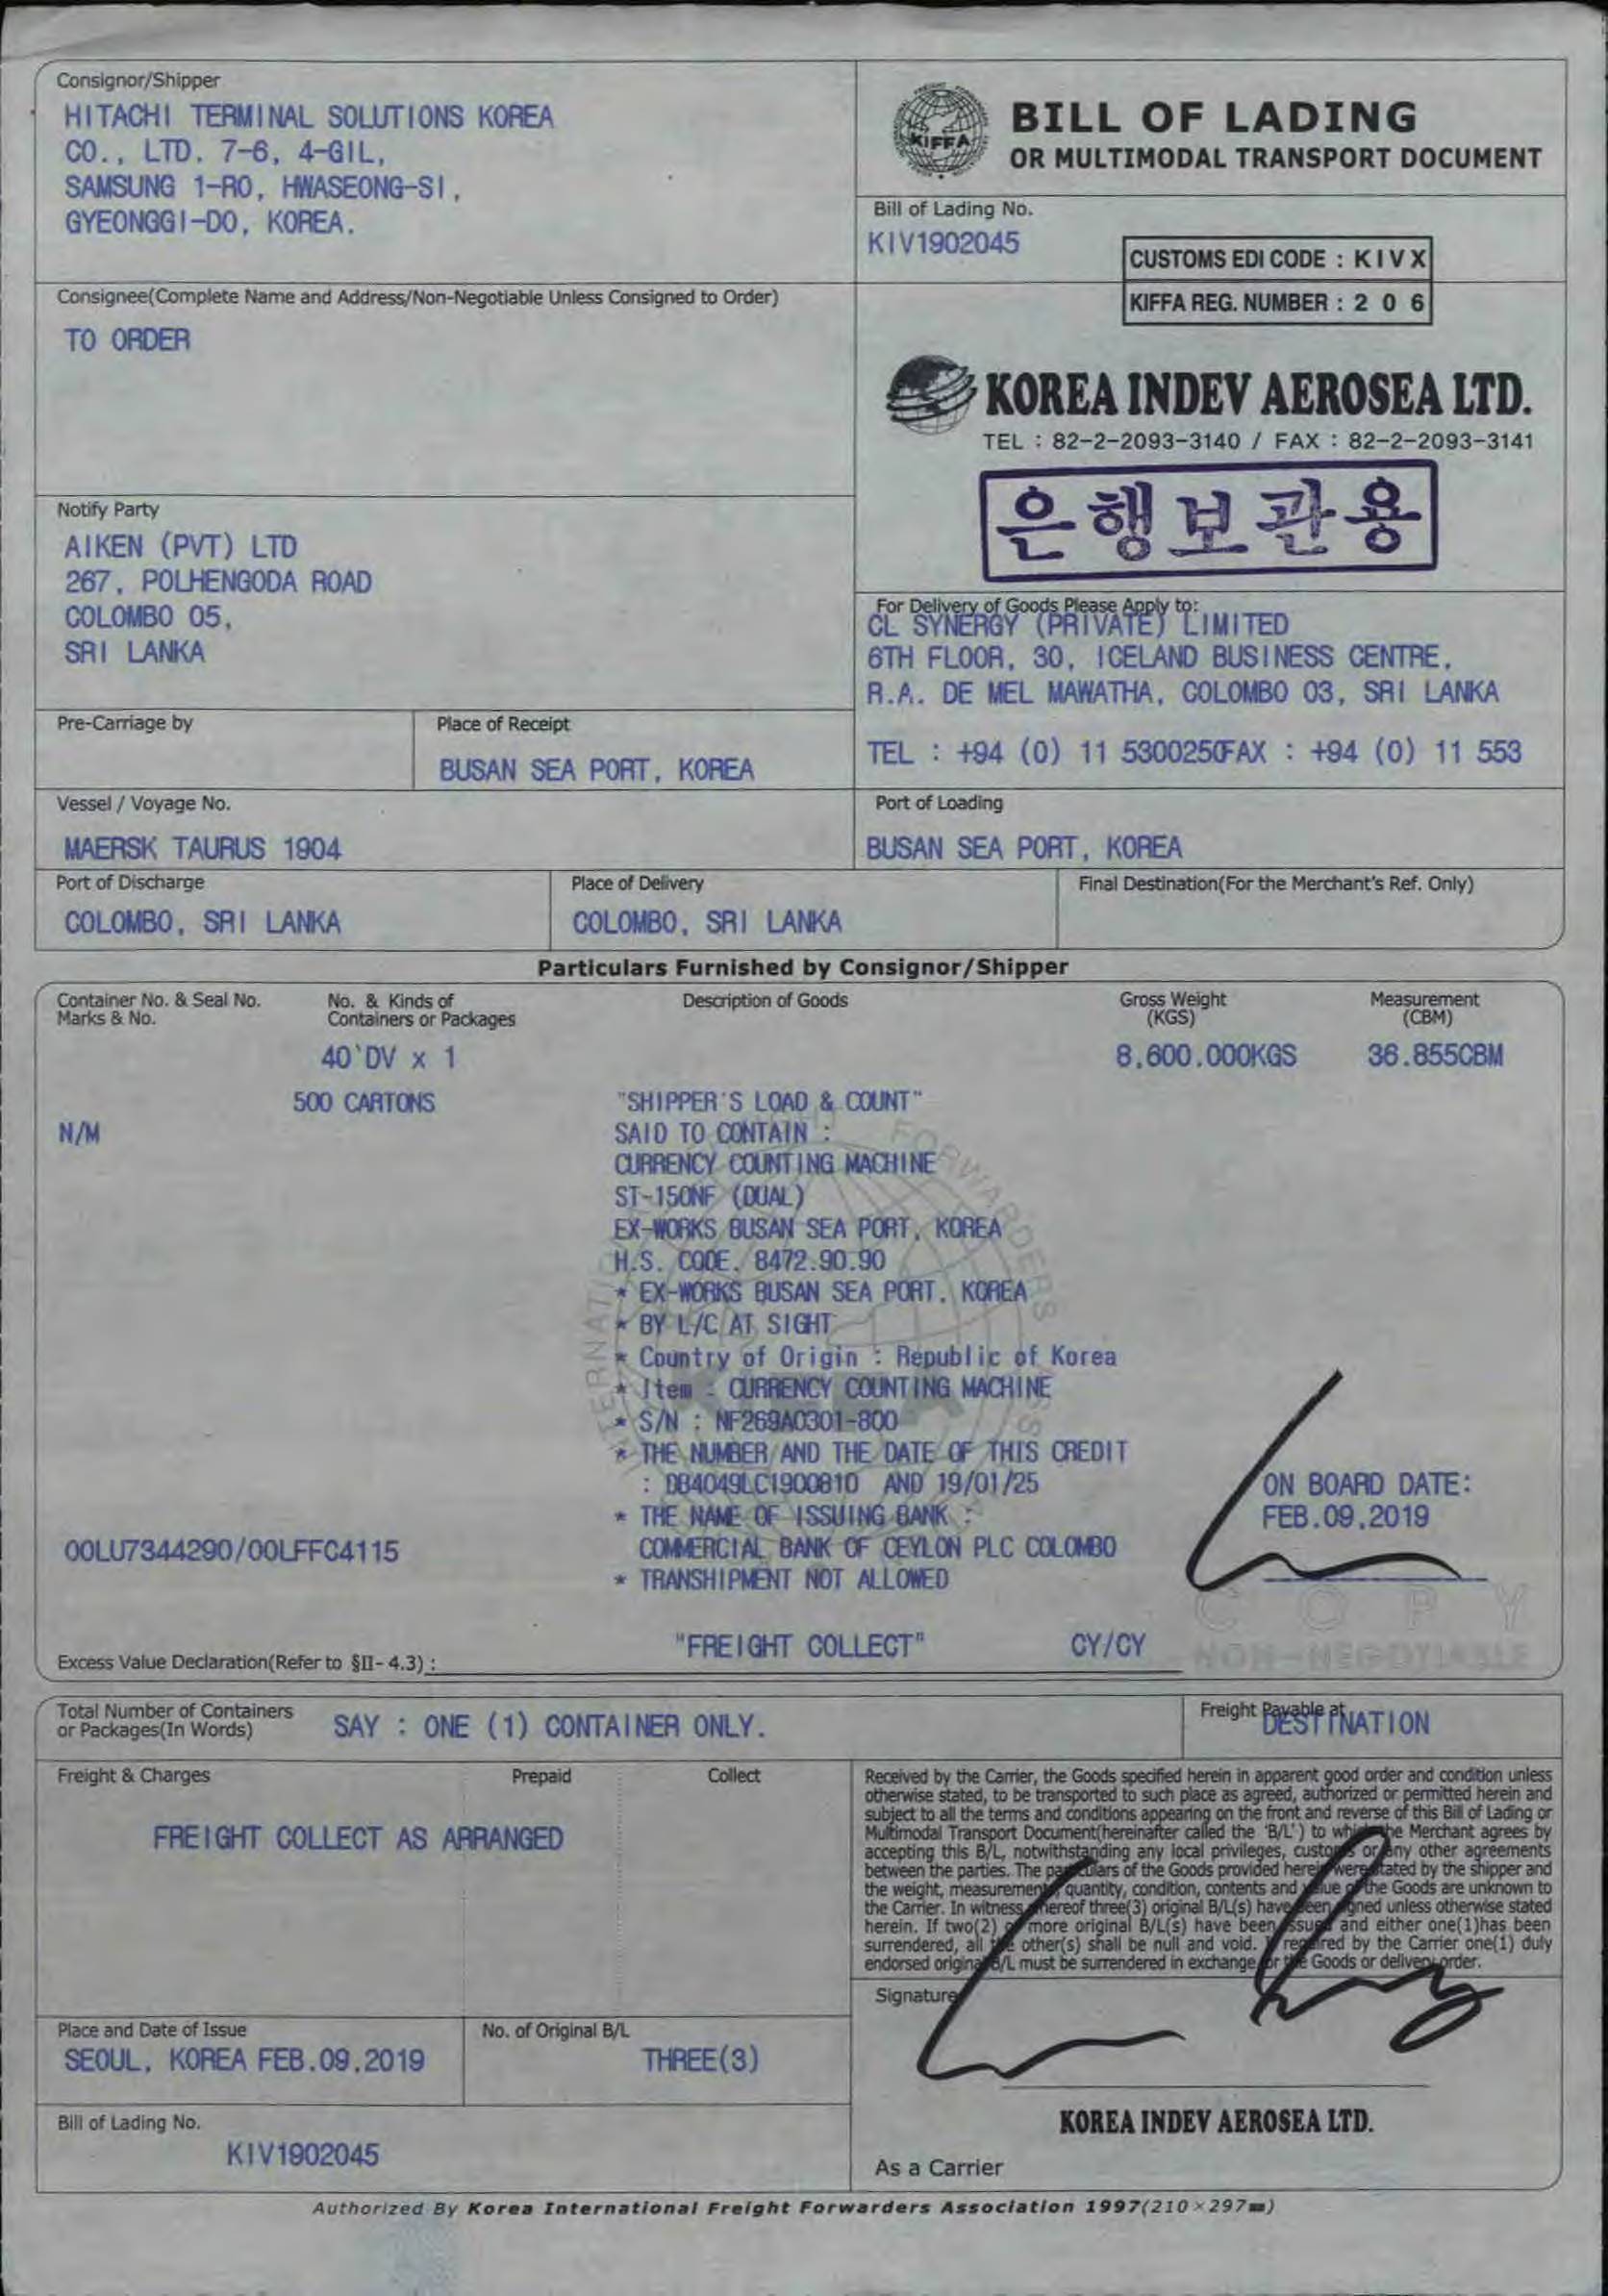 Consignor/Shipper
HITACHI TERMINAL SOLUTIONS KOREA
CO., LTD. 7-6, 4-GIL,
SAMSUNG 1-RO, HWASEONG-SI,
GYEONGGI-DO, KOREA.
KIFFA
BILL OF LADING
OR MULTIMODAL TRANSPORT DOCUMENT
Bill of Lading No.
KIV1902045
CUSTOMS EDI CODE : K I V X
KIFFA REG. NUMBER : 2 0 6
Consignee(Complete Name and Address/Non-Negotiable Unless Consigned to Order)
TO ORDER
KOREA INDEV AEROSEA LTD.
TEL : 82-2-2093-3140 / FAX : 82-2-2093-3141
은행보관용
Notify Party
AIKEN (PVT) LTD
267, POLHENGODA ROAD
COLOMBO 05,
SRI LANKA
For Delivery of Goods Please Apply to:
CL SYNERGY (PRIVATE) LIMITED
6TH FLOOR, 30, ICELAND BUSINESS CENTRE,
R.A. DE MEL MAWATHA, COLOMBO 03, SRI LANKA
TEL : +94 (0) 11 5300250FAX : +94 (0) 11 553
Pre-Carriage by
Place of Receipt
BUSAN SEA PORT, KOREA
Vessel / Voyage No.
MAERSK TAURUS 1904
Port of Loading
BUSAN SEA PORT, KOREA
Port of Discharge
COLOMBO, SRI LANKA
Place of Delivery
COLOMBO, SRI LANKA
Final Destination(For the Merchant's Ref. Only)
Particulars Furnished by Consignor/Shipper
Container No. & Seal No.
Marks & No.
No. & Kinds of
Containers or Packages
Description of Goods
Gross Weight
(KGS)
Measurement
(CBM)
40'DV x 1
8,600.000KGS
36.855CBM
500 CARTONS
"SHIPPER'S LOAD & COUNT"
N/M
SAID TO CONTAIN :
CURRENCY COUNTING MACHINE
ST-150NF (DUAL)
EX-WORKS BUSAN SEA PORT, KOREA
H.S. CODE. 8472.90.90
* EX-WORKS BUSAN SEA PORT, KOREA
* BY L/C AT SIGHT
* Country of Origin : Republic of Korea
* Item : CURRENCY COUNTING MACHINE
* S/N : NF269A0301-800
* THE NUMBER AND THE DATE OF THIS CREDIT
: DB4049LC1900810 AND 19/01/25
* THE NAME OF ISSUING BANK :
COMMERCIAL BANK OF CEYLON PLC COLOMBO
* TRANSHIPMENT NOT ALLOWED
OOLU7344290/OOLFFC4115
ON BOARD DATE:
FEB.09,2019
COPY
NON-NEGOTIABLE
"FREIGHT COLLECT"
CY/CY
Excess Value Declaration(Refer to §II- 4.3) :
Total Number of Containers
or Packages(In Words)
SAY : ONE (1) CONTAINER ONLY.
Freight Payable at
DESTINATION
Freight & Charges
Prepaid
Collect
FREIGHT COLLECT AS ARRANGED
Received by the Carrier, the Goods specified herein in apparent good order and condition unless
otherwise stated, to be transported to such place as agreed, authorized or permitted herein and
subject to all the terms and conditions appearing on the front and reverse of this Bill of Lading or
Multimodal Transport Document(hereinafter called the 'B/L') to which the Merchant agrees by
accepting this B/L, notwithstanding any local privileges, customs or any other agreements
between the parties. The particulars of the Goods provided herein were stated by the shipper and
the weight, measurement, quantity, condition, contents and value of the Goods are unknown to
the Carrier. In witness whereof three(3) original B/L(s) have been signed unless otherwise stated
herein. If two(2) or more original B/L(s) have been issued and either one(1)has been
surrendered, all the other(s) shall be null and void. If required by the Carrier one(1) duly
endorsed original B/L must be surrendered in exchange for the Goods or delivery order.
Signature
Place and Date of Issue
SEOUL, KOREA FEB.09,2019
No. of Original B/L
THREE(3)
KOREA INDEV AEROSEA LTD.
Bill of Lading No.
KIV1902045
As a Carrier
Authorized By Korea International Freight Forwarders Association 1997(210×297㎜)